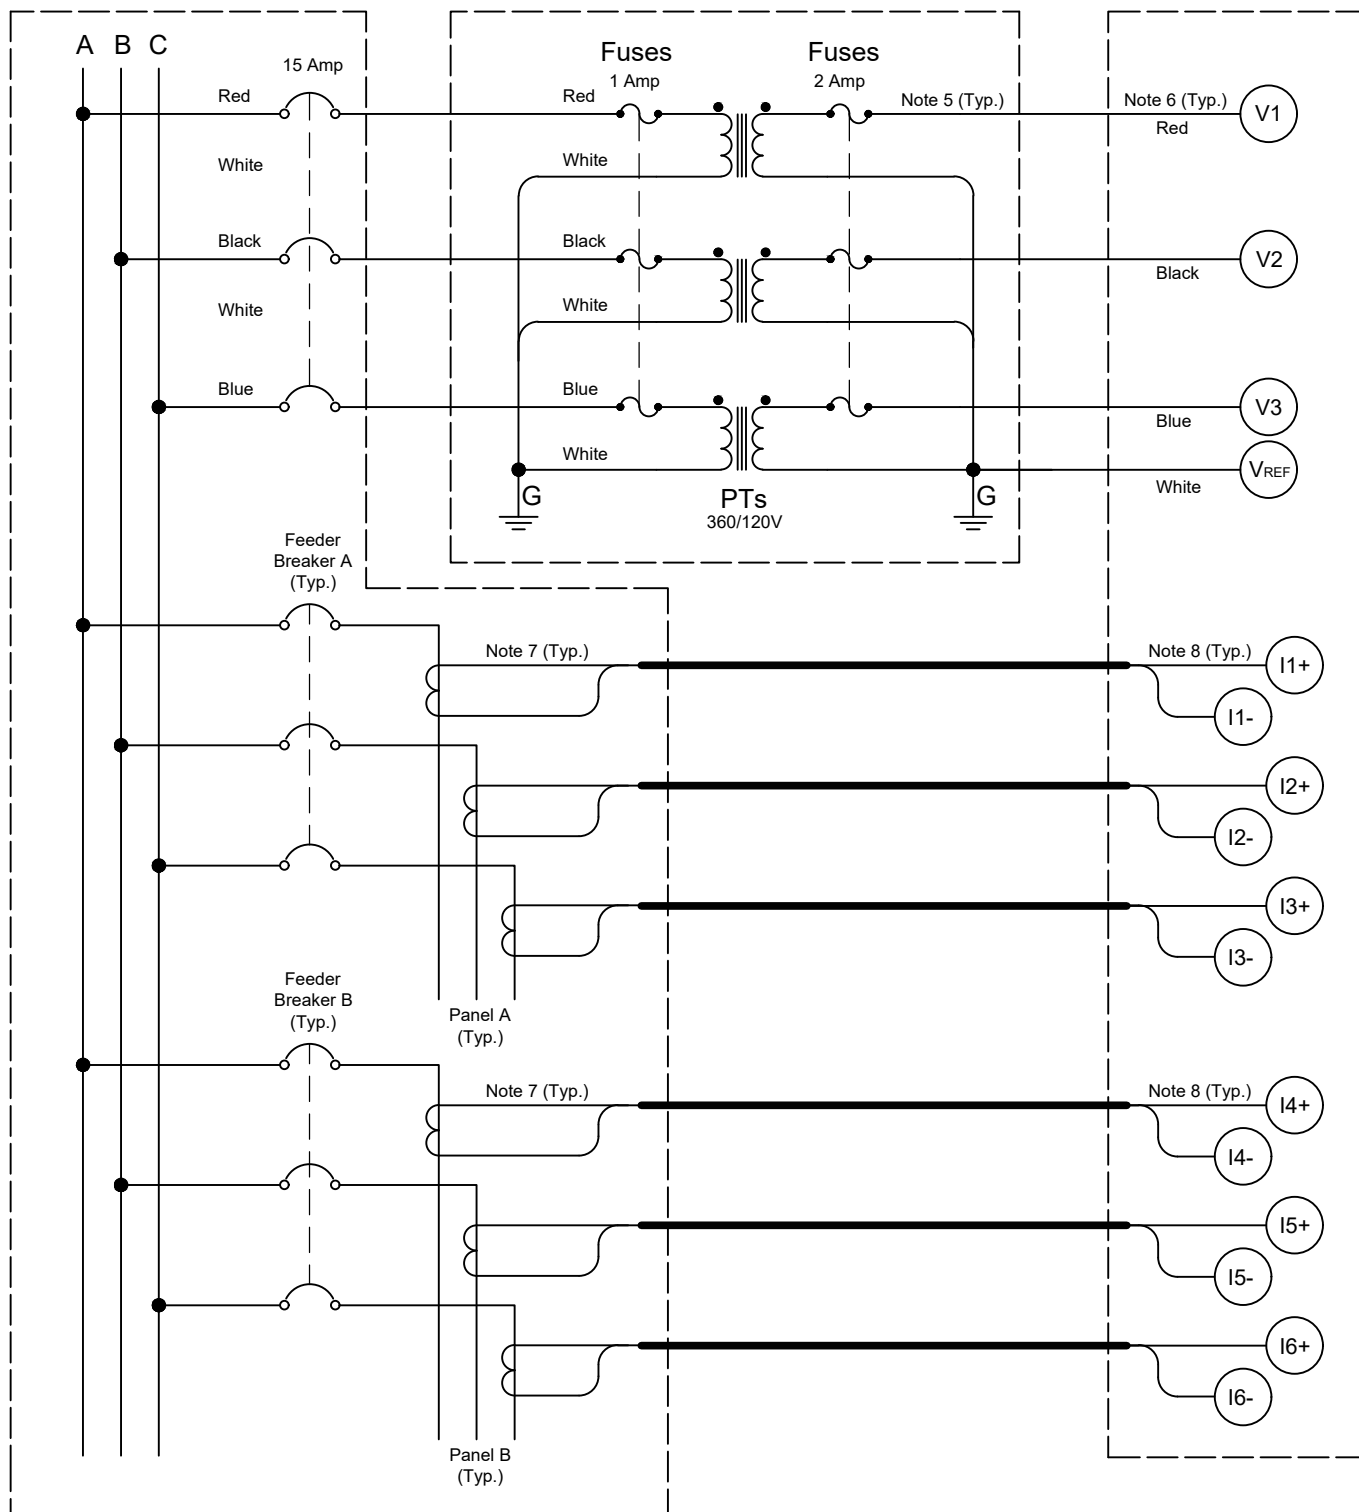 A B C
15 Amp
Fuses
1 Amp
Fuses
2 Amp
Red
Red
Note 5 (Typ.)
Note 6 (Typ.)
Red
V1
White
White
Black
Black
Black
V2
White
White
Blue
Blue
Blue
V3
White
G
PTs
360/120V
G
White
VREF
Feeder
Breaker A
(Typ.)
Note 7 (Typ.)
Note 8 (Typ.)
I1+
I1-
I2+
I2-
I3+
I3-
Panel A
(Typ.)
Feeder
Breaker B
(Typ.)
Note 7 (Typ.)
Note 8 (Typ.)
I4+
I4-
I5+
I5-
I6+
I6-
Panel B
(Typ.)